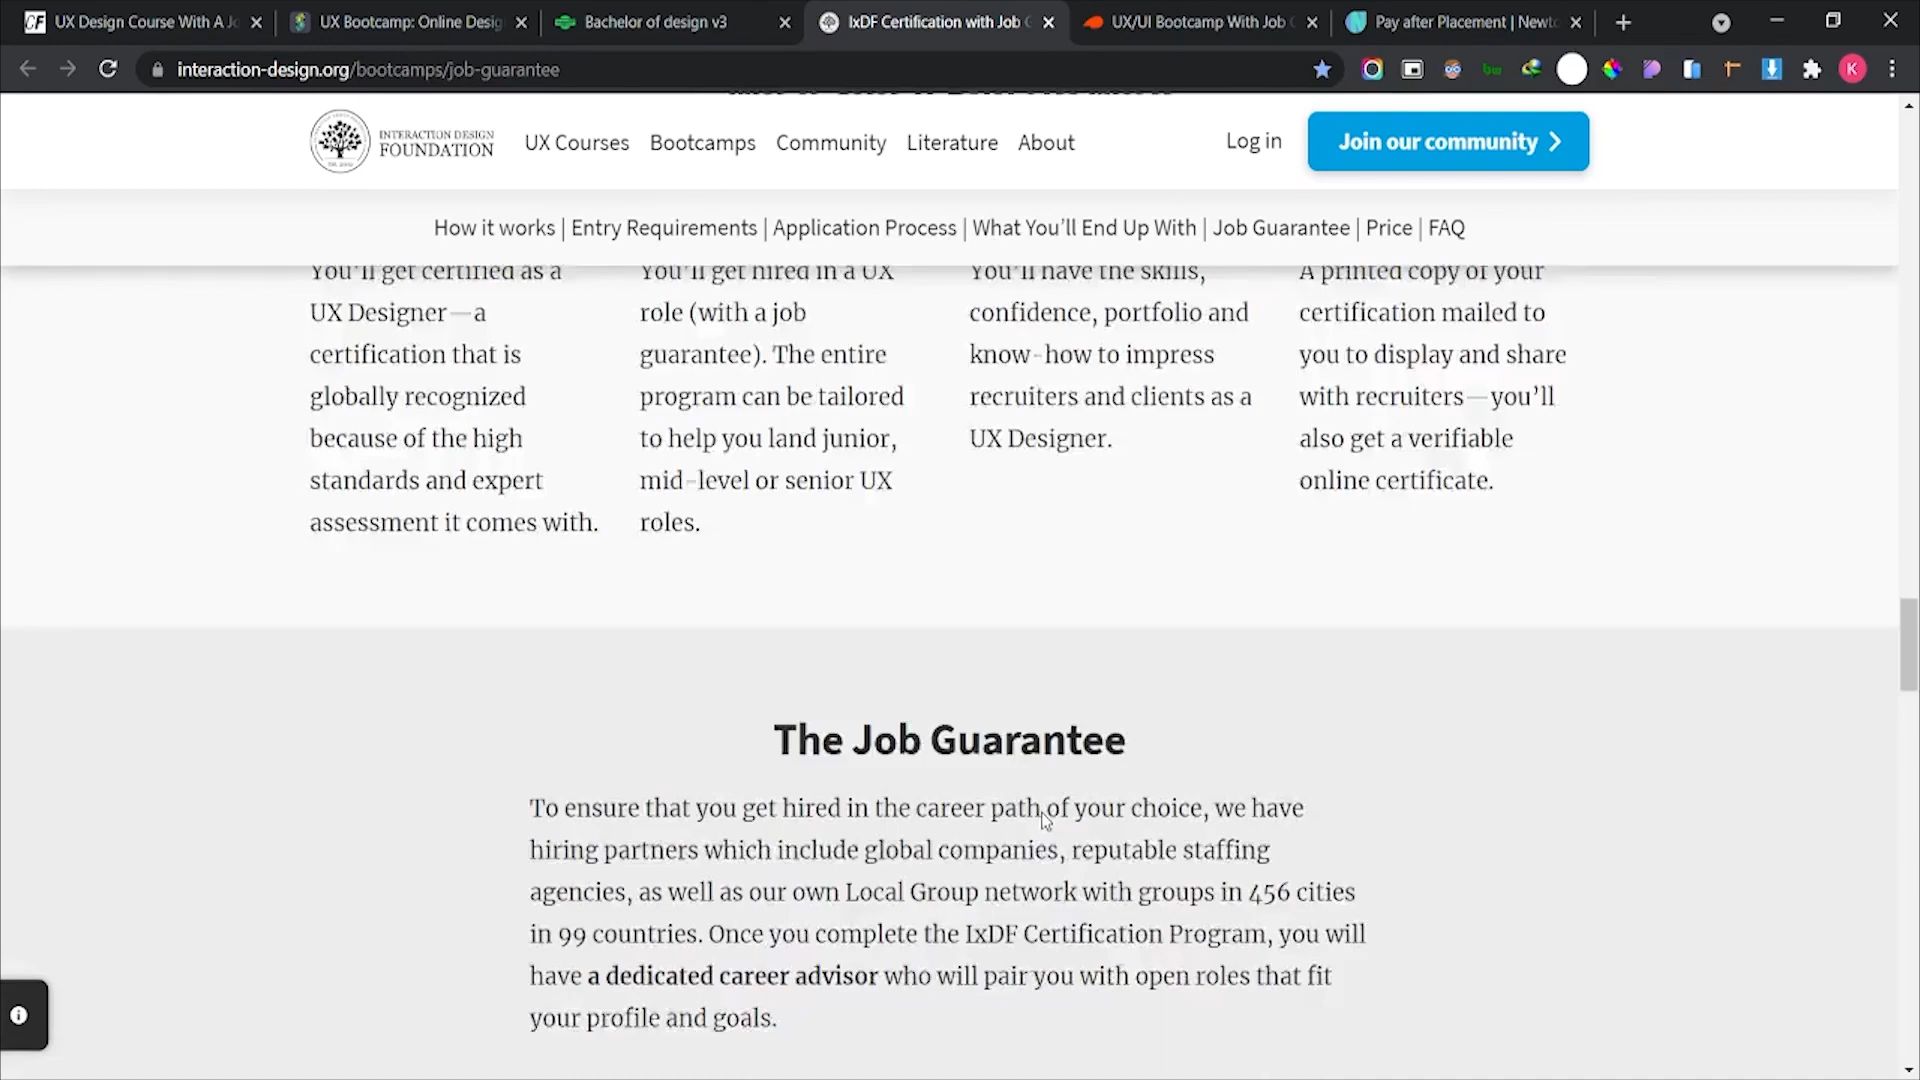 UX Design Course With A Jo
UX Bootcamp: Online Desig
Bachelor of design v3
IxDF Certification with Job G
UX/UI Bootcamp With Job G
Pay after Placement | Newto
interaction-design.org/bootcamps/job-guarantee
K
INTERACTION DESIGN
FOUNDATION
UX Courses
Bootcamps
Community
Literature
About
Log in
Join our community
How it works | Entry Requirements | Application Process | What You'll End Up With | Job Guarantee | Price | FAQ
You'll get certified as a
UX Designer—a
certification that is
globally recognized
because of the high
standards and expert
assessment it comes with.
You'll get hired in a UX
role (with a job
guarantee). The entire
program can be tailored
to help you land junior,
mid-level or senior UX
roles.
You'll have the skills,
confidence, portfolio and
know-how to impress
recruiters and clients as a
UX Designer.
A printed copy of your
certification mailed to
you to display and share
with recruiters—you'll
also get a verifiable
online certificate.
The Job Guarantee
To ensure that you get hired in the career path of your choice, we have
hiring partners which include global companies, reputable staffing
agencies, as well as our own Local Group network with groups in 456 cities
in 99 countries. Once you complete the IxDF Certification Program, you will
have a dedicated career advisor who will pair you with open roles that fit
your profile and goals.